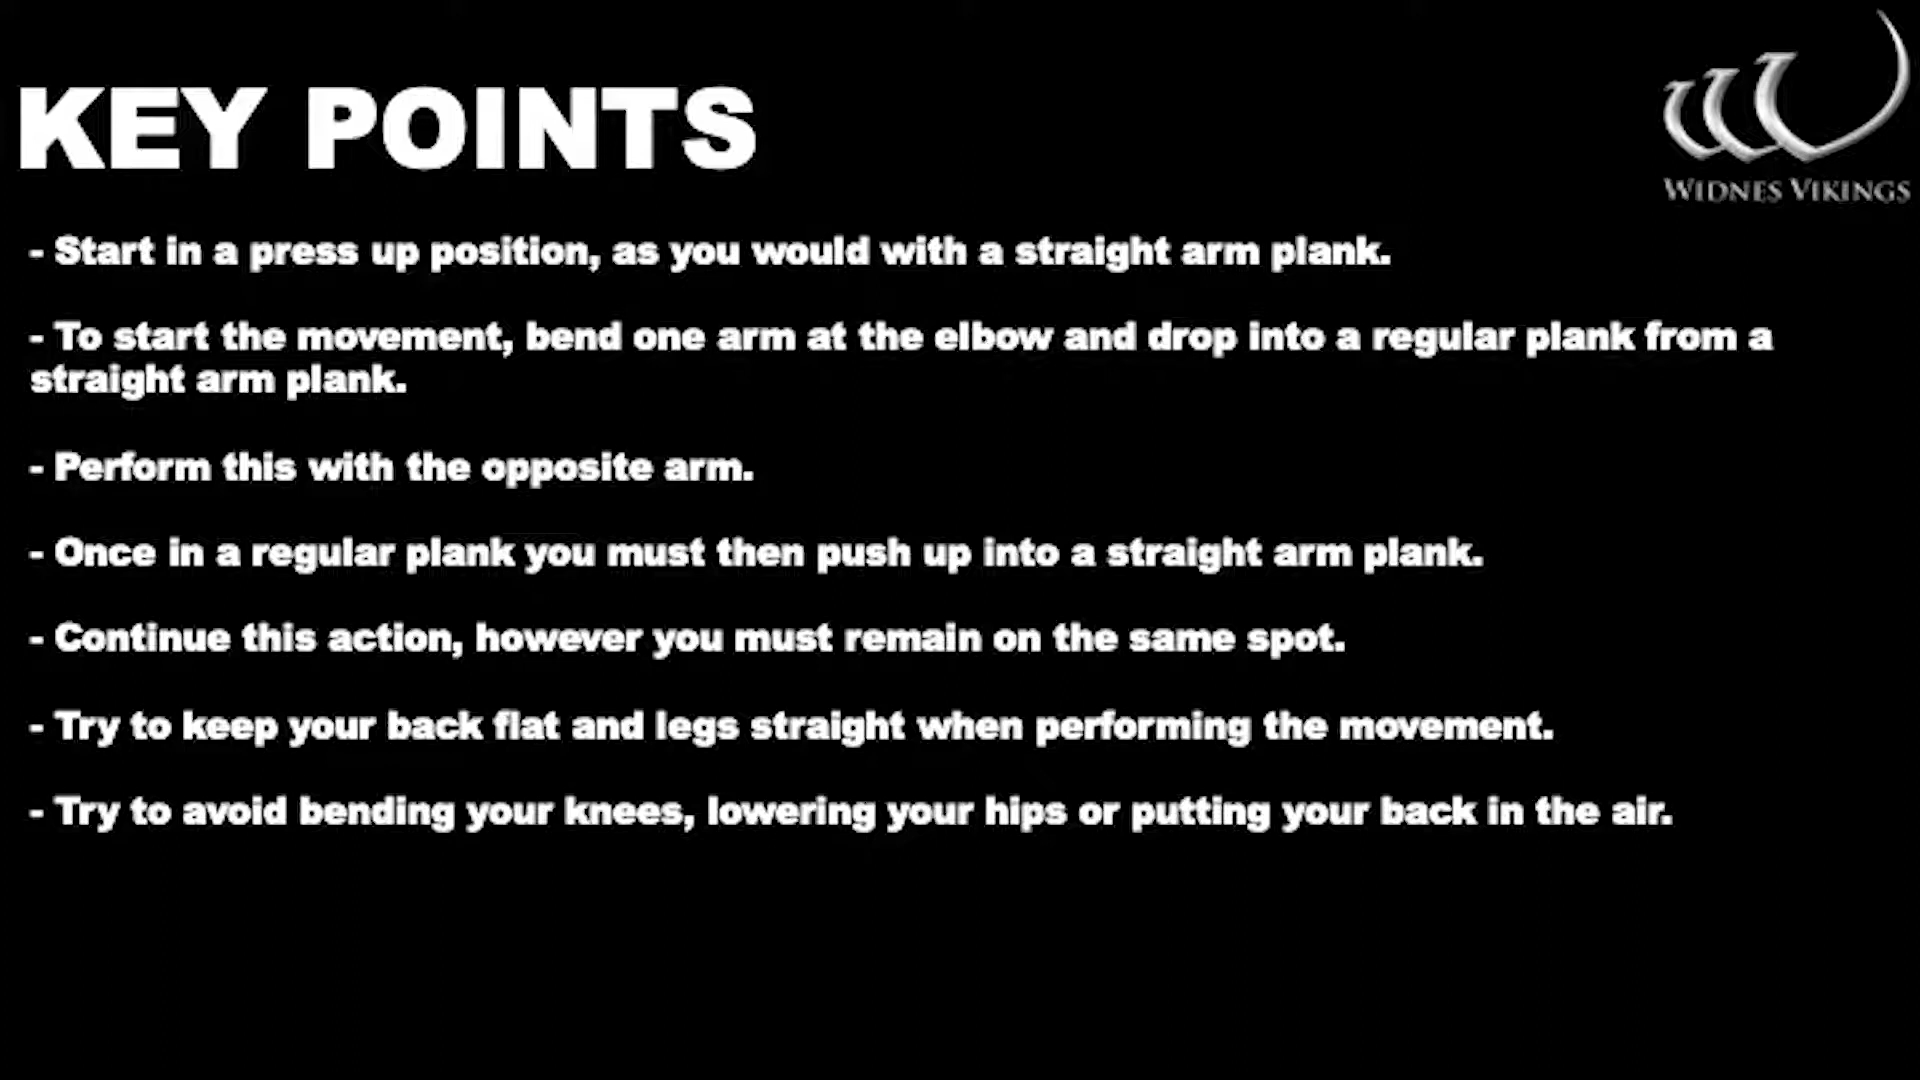 KEY POINTS
WIDNES VIKINGS
- Start in a press up position, as you would with a straight arm plank.
- To start the movement, bend one arm at the elbow and drop into a regular plank from a
straight arm plank.
- Perform this with the opposite arm.
- Once in a regular plank you must then push up into a straight arm plank.
- Continue this action, however you must remain on the same spot.
- Try to keep your back flat and legs straight when performing the movement.
- Try to avoid bending your knees, lowering your hips or putting your back in the air.